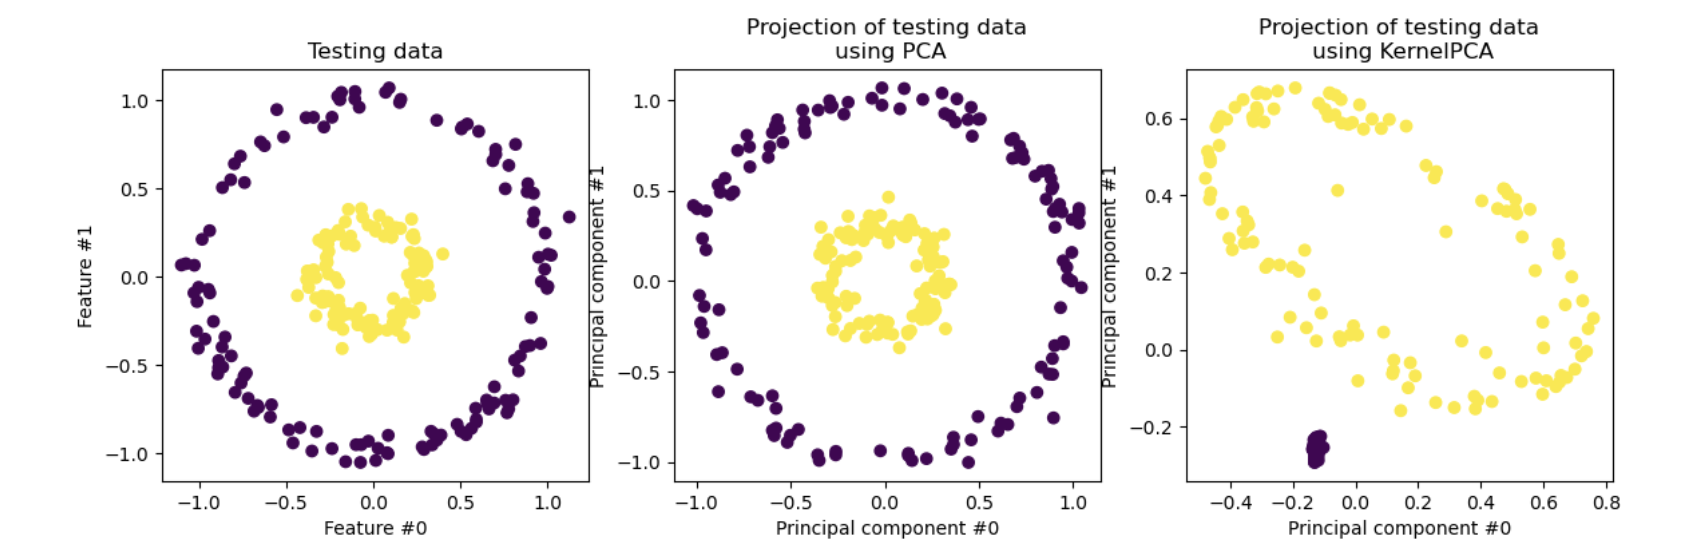 Testing data
1.0
0.5
0.0
−0.5
−1.0
Feature #1
−1.0
−0.5
0.0
0.5
1.0
Feature #0
Projection of testing data
using PCA
1.0
0.5
0.0
−0.5
−1.0
Principal component #1
−1.0
−0.5
0.0
0.5
1.0
Principal component #0
Projection of testing data
using KernelPCA
0.6
0.4
0.2
0.0
−0.2
Principal component #1
−0.4
−0.2
0.0
0.2
0.4
0.6
0.8
Principal component #0